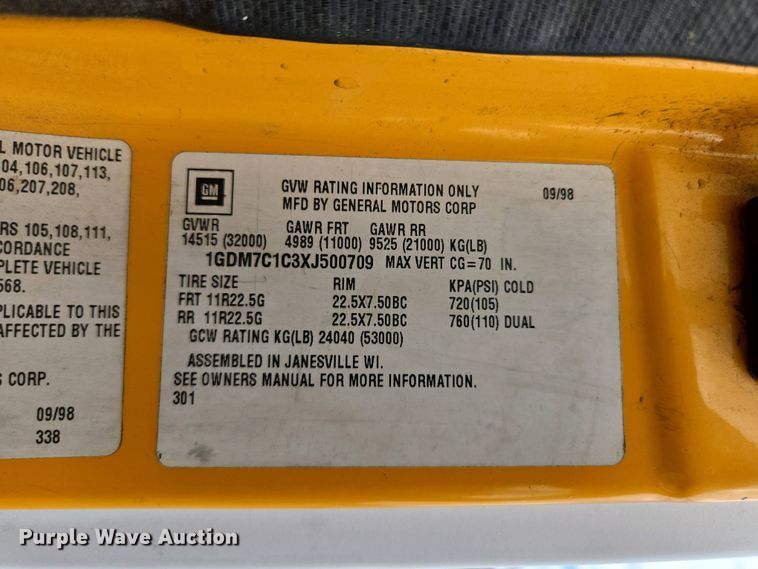 L MOTOR VEHICLE
04,106,107,113,
06,207,208,
RS 105,108,111,
CORDANCE
PLETE VEHICLE
568.
PLICABLE TO THIS
AFFECTED BY THE
S CORP.
09/98
338
GM
GVW RATING INFORMATION ONLY 09/98
MFD BY GENERAL MOTORS CORP
GVWR GAWR FRT GAWR RR
14515 (32000) 4989 (11000) 9525 (21000) KG(LB)
1GDM7C1C3XJ500709 MAX VERT CG=70 IN.
TIRE SIZE RIM KPA(PSI) COLD
FRT 11R22.5G 22.5X7.50BC 720(105)
RR 11R22.5G 22.5X7.50BC 760(110) DUAL
GCW RATING KG(LB) 24040 (53000)
ASSEMBLED IN JANESVILLE WI.
SEE OWNERS MANUAL FOR MORE INFORMATION.
301
Purple Wave Auction